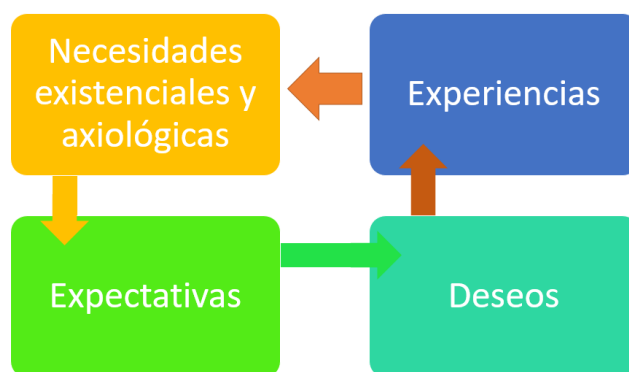 Necesidades
existenciales y
axiológicas
Experiencias
Expectativas
Deseos